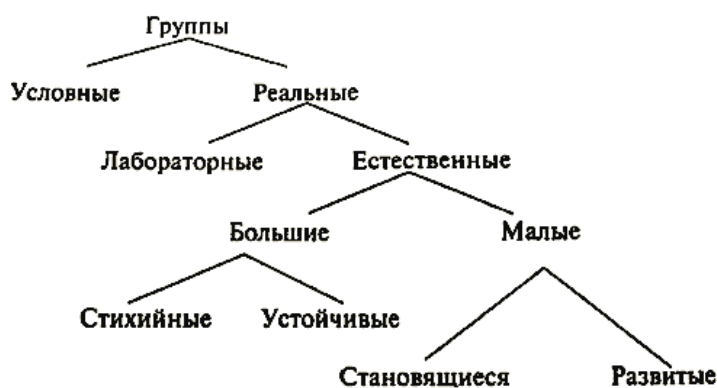 Группы
Условные Реальные
Лабораторные Естественные
Большие Малые
Стихийные Устойчивые
Становящиеся Развитые